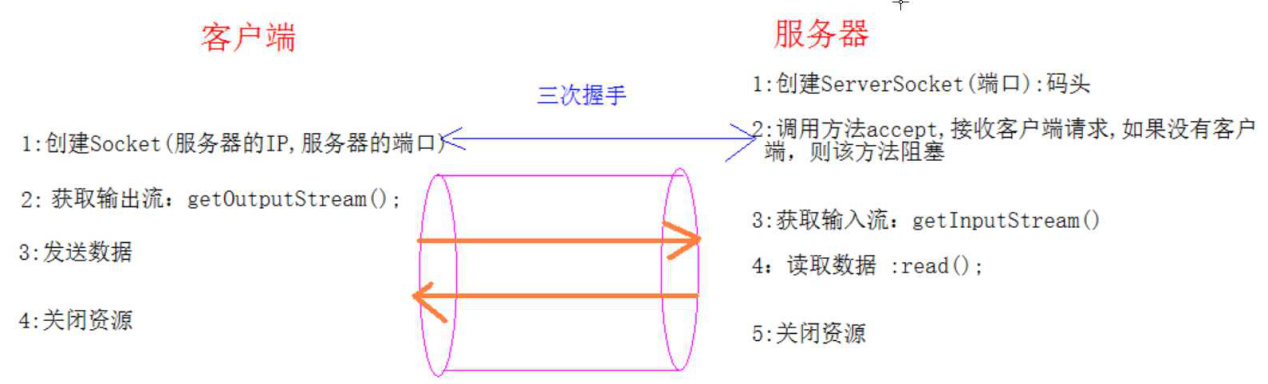 客户端
服务器
三次握手
1:创建Socket(服务器的IP,服务器的端口)
2: 获取输出流：getOutputStream();
3:发送数据
4:关闭资源
1:创建ServerSocket(端口):码头
2:调用方法accept,接收客户端请求,如果没有客户
端，则该方法阻塞
3:获取输入流：getInputStream()
4：读取数据 :read();
5:关闭资源